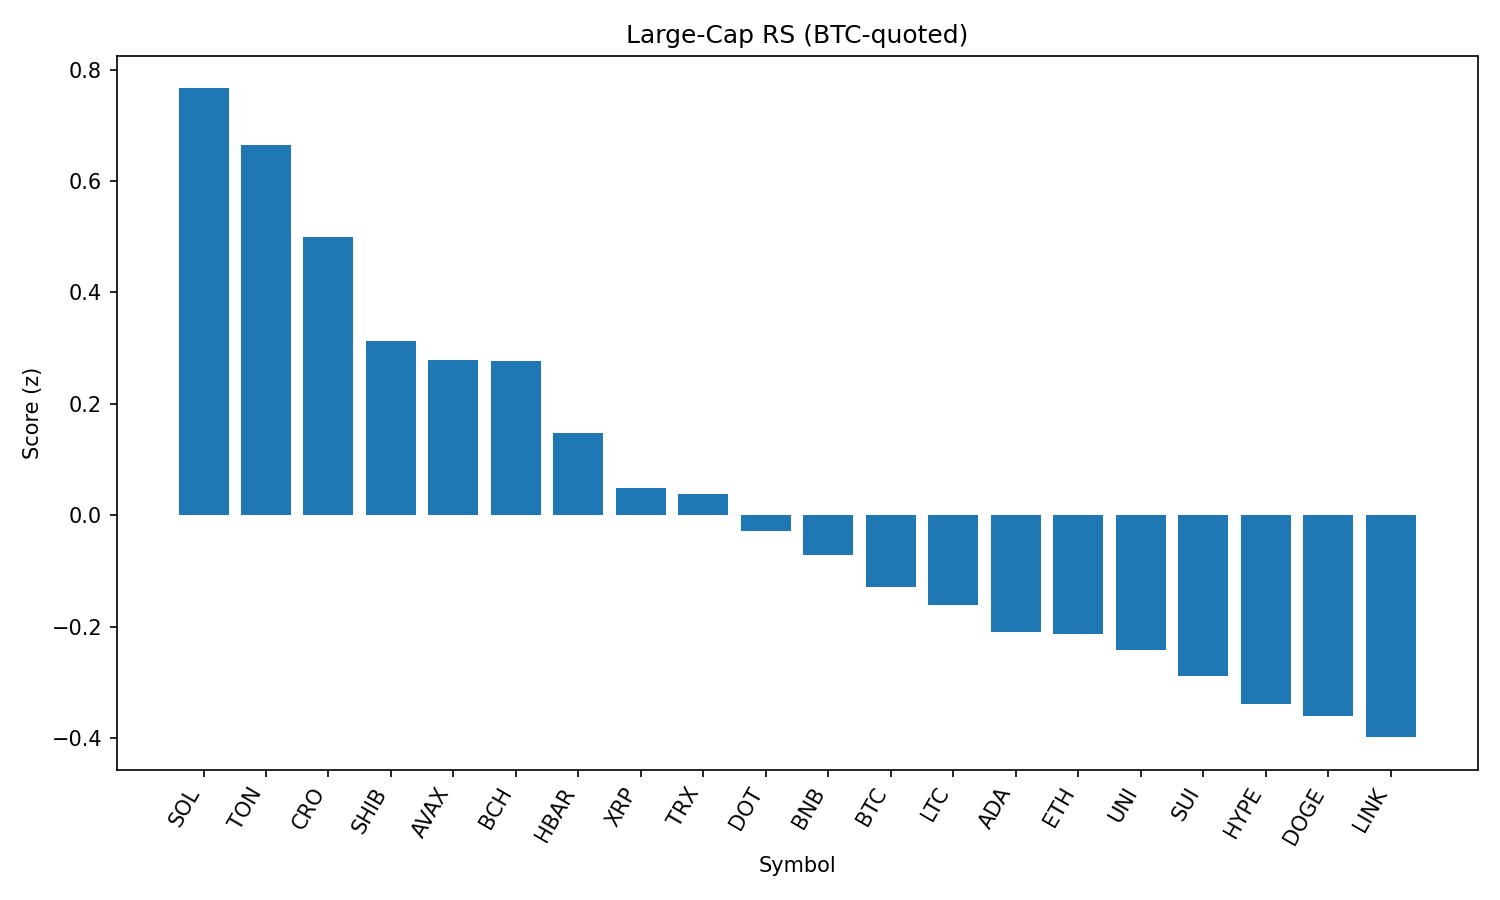 Large-Cap RS (BTC-quoted)
Score (z)
0.8
0.6
0.4
0.2
0.0
−0.2
−0.4
SOL
TON
CRO
SHIB
AVAX
BCH
HBAR
XRP
TRX
DOT
BNB
BTC
LTC
ADA
ETH
UNI
SUI
HYPE
DOGE
LINK
Symbol